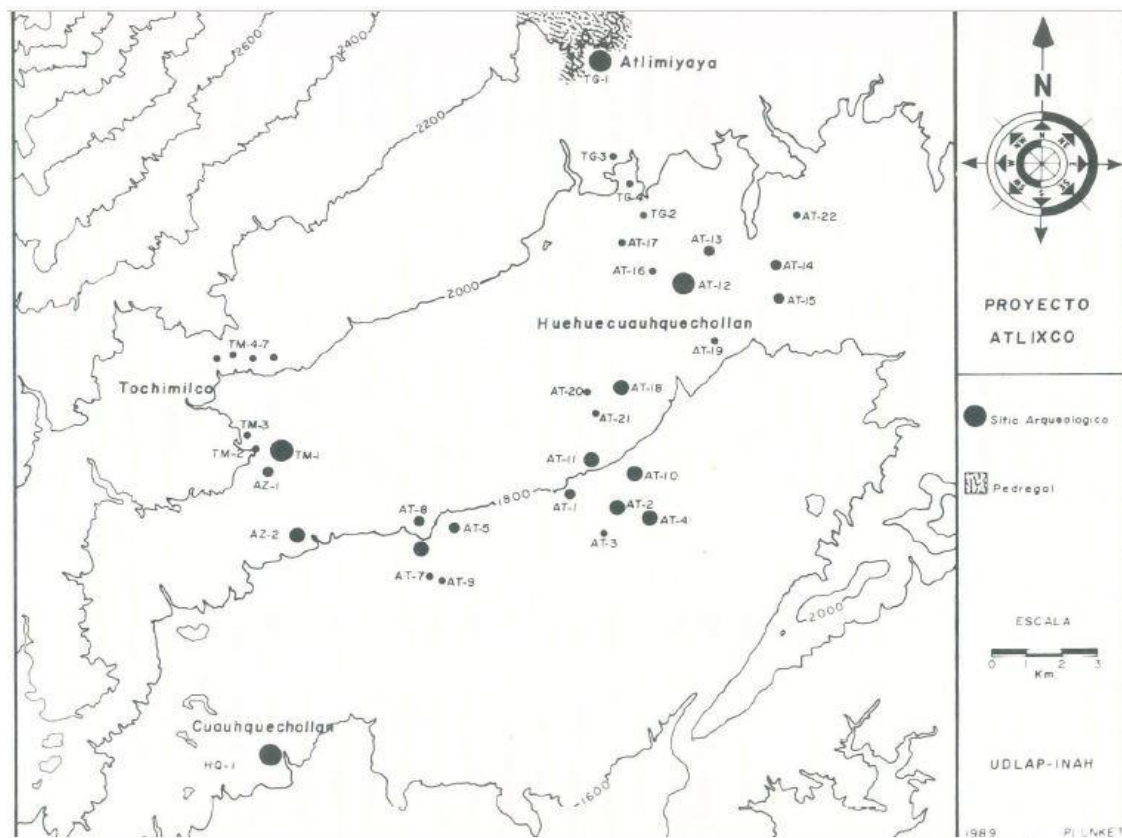 2600
2400
2200
2000
Atlimiyaya
TG-1
TG-3
TG-4
TG-2
AT-22
AT-17
AT-13
AT-16
AT-14
AT-12
AT-15
Huehuecuauhquechollan
AT-19
TM-4-7
Tochimilco
AT-20
AT-18
AT-21
TM-3
TM-2
TM-1
AZ-1
AT-11
AT-10
1800
AT-1
AT-2
AT-4
AT-3
AT-8
AT-5
AZ-2
AT-7
AT-9
2000
Cuauhquechollan
HQ-1
1600
N
N
NE
E
SE
S
W
NW
PROYECTO
ATLIXCO
Sitio Arqueologico
Pedregal
ESCALA
0 1 2 3
Km
UDLAP-INAH
1989 PLUNKET